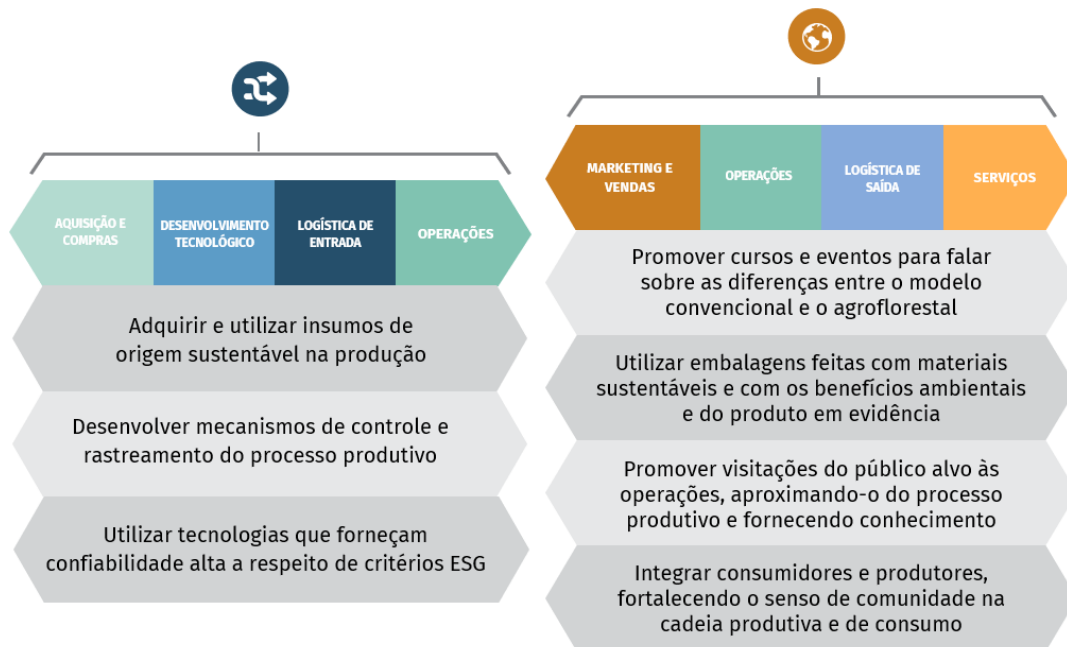 AQUISIÇÃO E
COMPRAS
DESENVOLVIMENTO
TECNOLÓGICO
LOGÍSTICA DE
ENTRADA
OPERAÇÕES
Adquirir e utilizar insumos de
origem sustentável na produção
Desenvolver mecanismos de controle e
rastreamento do processo produtivo
Utilizar tecnologias que forneçam
confiabilidade alta a respeito de critérios ESG
MARKETING E
VENDAS
OPERAÇÕES
LOGÍSTICA DE
SAÍDA
SERVIÇOS
Promover cursos e eventos para falar
sobre as diferenças entre o modelo
convencional e o agroflorestal
Utilizar embalagens feitas com materiais
sustentáveis e com os benefícios ambientais
e do produto em evidência
Promover visitações do público alvo às
operações, aproximando-o do processo
produtivo e fornecendo conhecimento
Integrar consumidores e produtores,
fortalecendo o senso de comunidade na
cadeia produtiva e de consumo